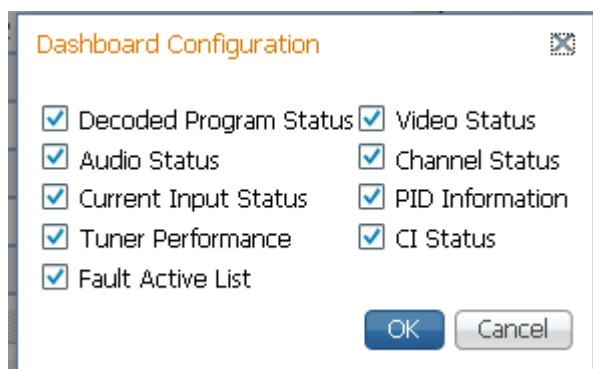 Dashboard Configuration
Decoded Program Status Video Status
Audio Status Channel Status
Current Input Status PID Information
Tuner Performance CI Status
Fault Active List
OK Cancel